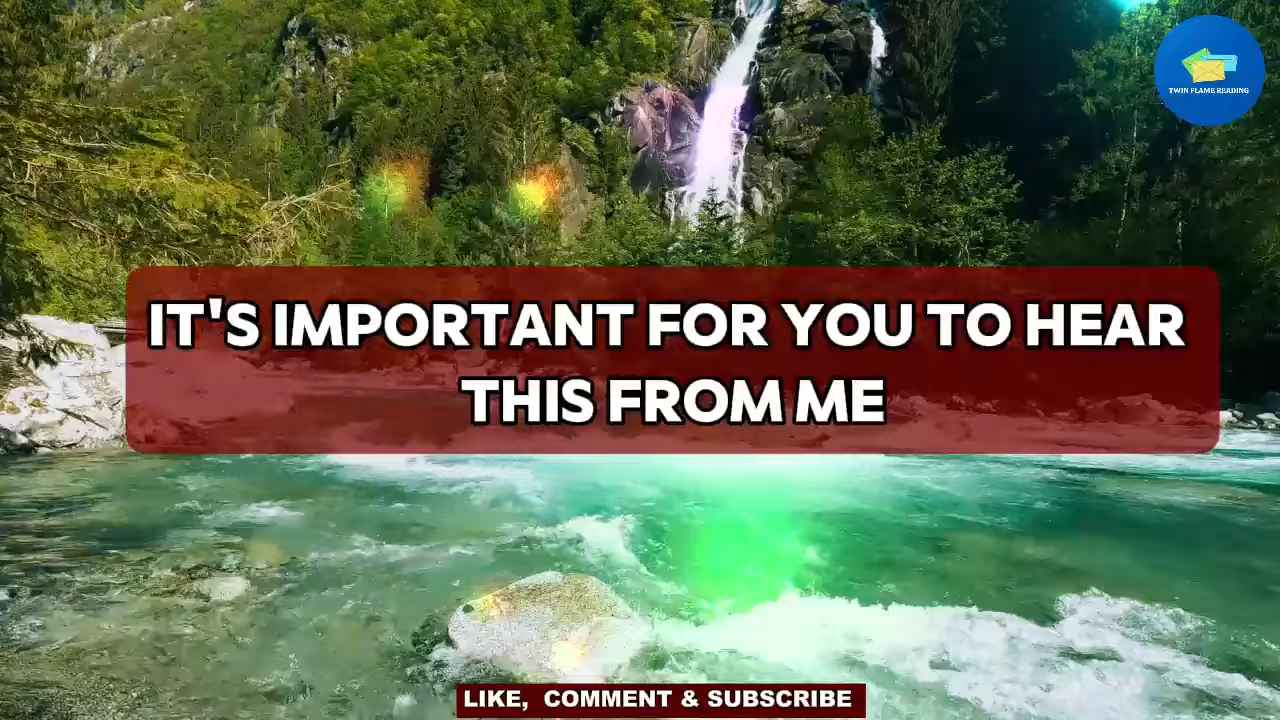 TWIN FLAME READING
IT'S IMPORTANT FOR YOU TO HEAR
THIS FROM ME
LIKE, COMMENT & SUBSCRIBE